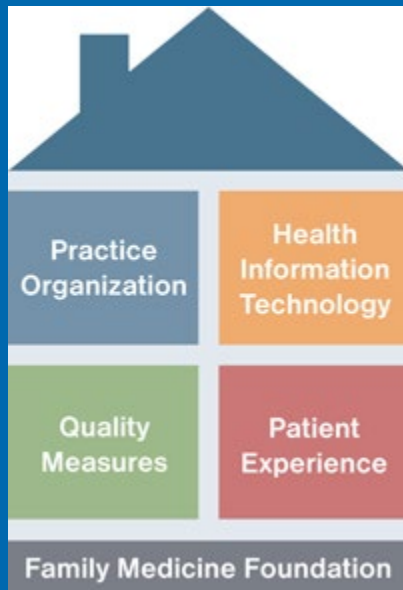 Practice
Organization
Health
Information
Technology
Quality
Measures
Patient
Experience
Family Medicine Foundation